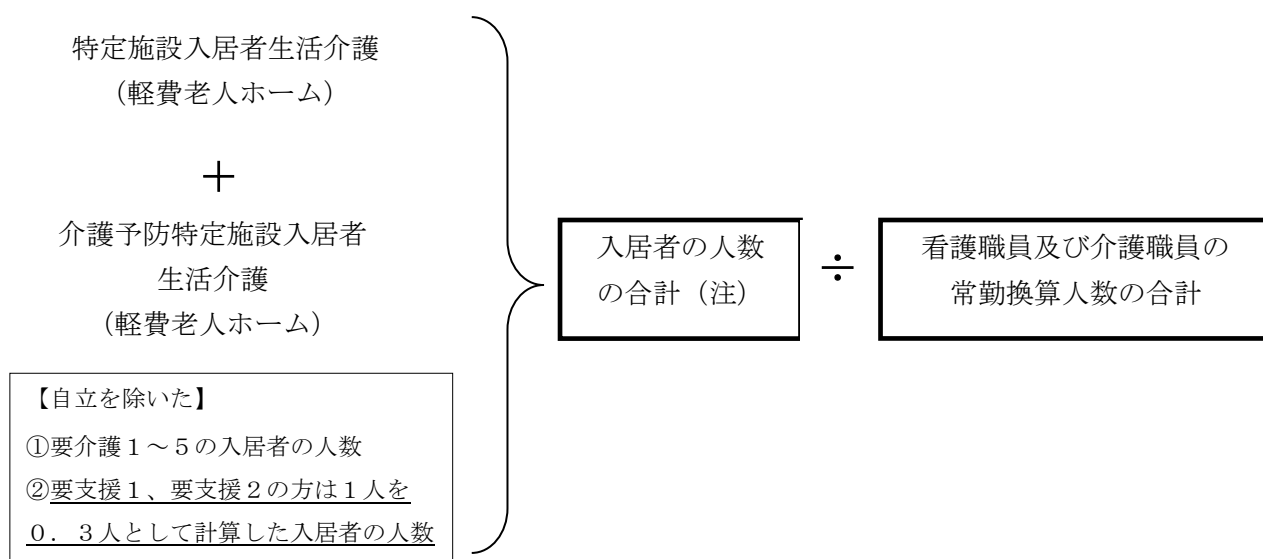 特定施設入居者生活介護
（軽費老人ホーム）
＋
介護予防特定施設入居者
生活介護
（軽費老人ホーム）
【自立を除いた】
①要介護１～５の入居者の人数
②要支援１、要支援２の方は１人を
０．３人として計算した入居者の人数
入居者の人数
の合計（注）
÷
看護職員及び介護職員の
常勤換算人数の合計